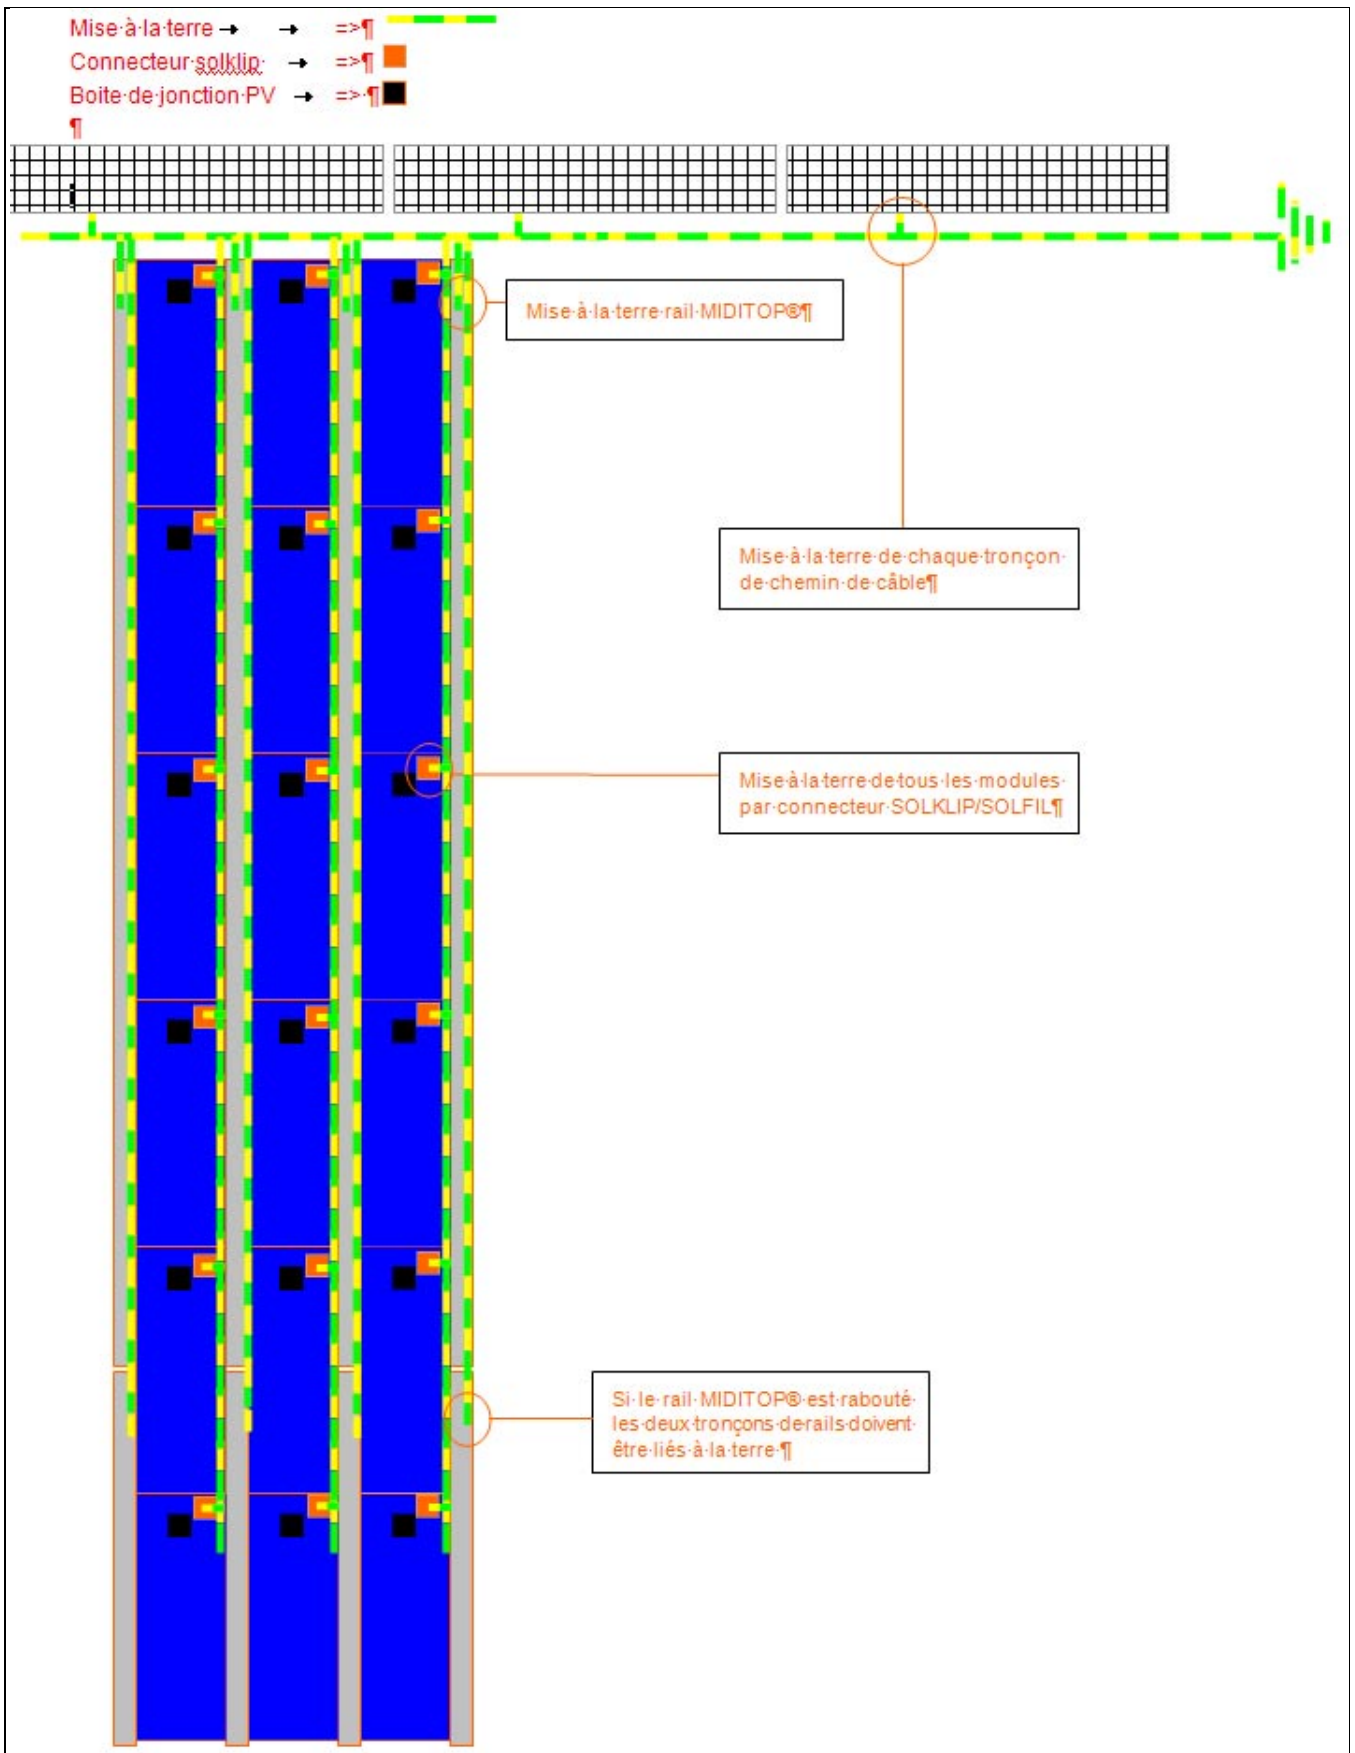 Mise·à·la·terre→ → =>¶
Connecteur·solklip· → =>¶
Boite·de·jonction·PV → =>·¶
¶
Mise·à·la·terre·rail·MIDITOP®¶
Mise·à·la·terre·de·chaque·tronçon·
de·chemin·de·câble¶
Mise·à·la·terre·de·tous·les·modules·
par·connecteur·SOLKLIP/SOLFIL¶
Si·le·rail·MIDITOP®·est·rabouté·
les·deux·tronçons·de·rails·doivent·
être·liés·à·la·terre·¶